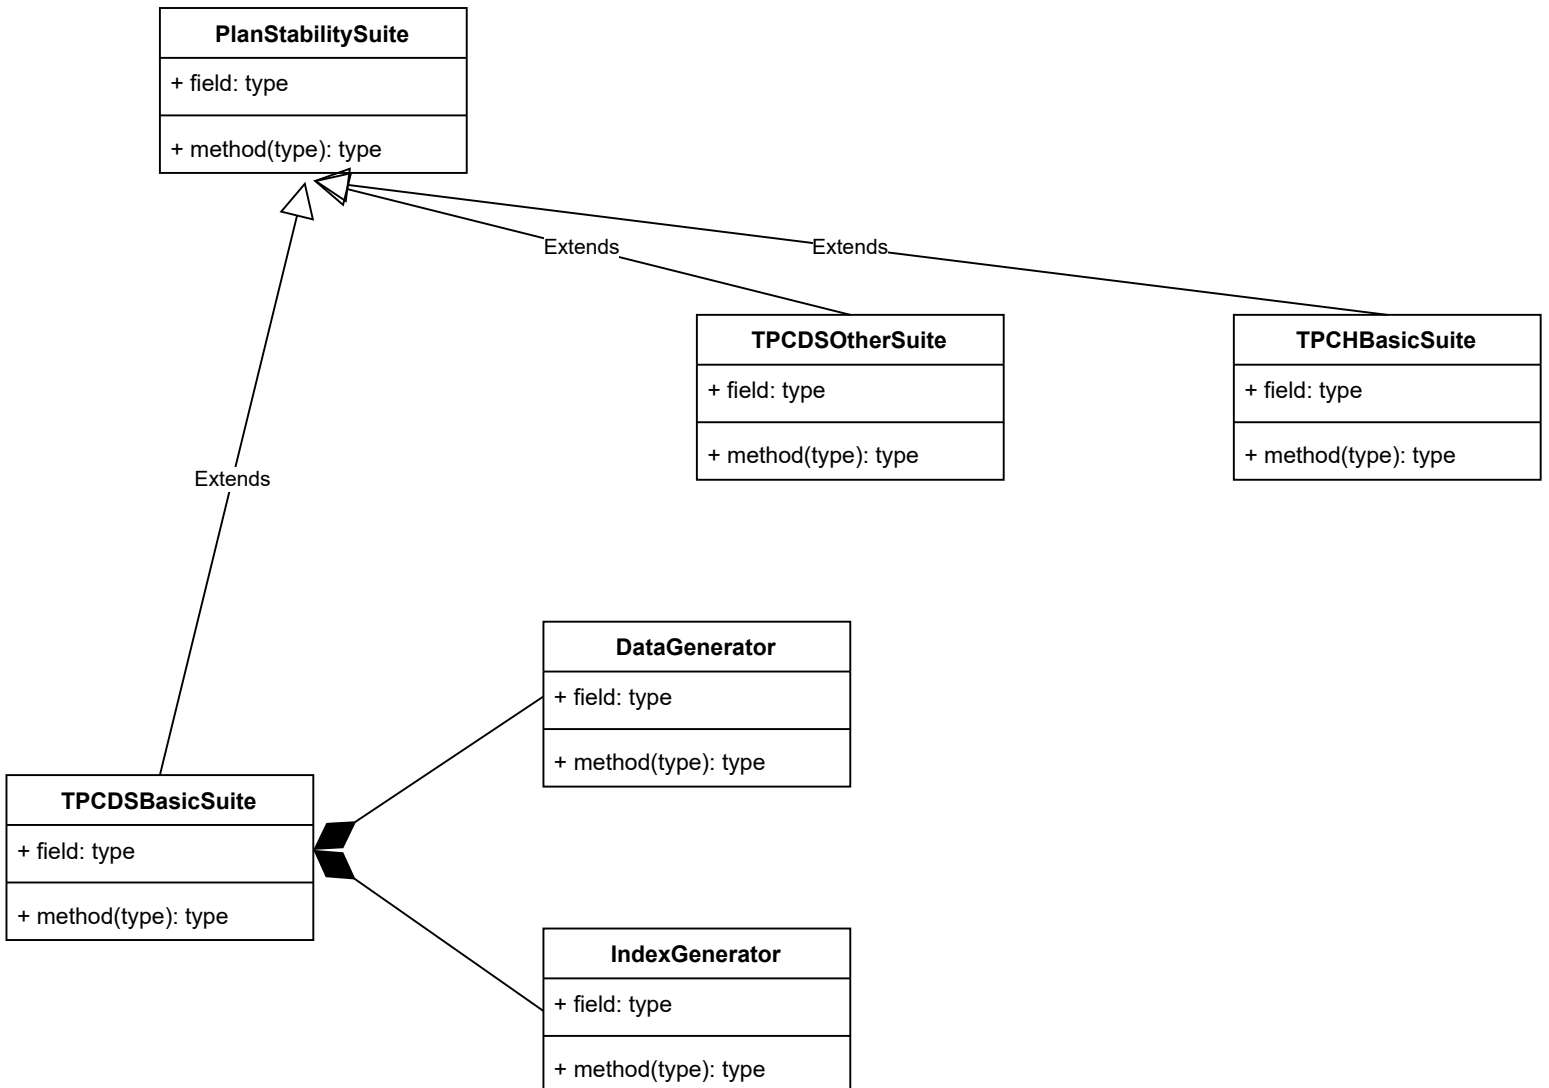 PlanStabilitySuite
+ field: type
+ method(type): type
Extends
Extends
TPCDSOtherSuite
+ field: type
+ method(type): type
TPCHBasicSuite
+ field: type
+ method(type): type
Extends
DataGenerator
+ field: type
+ method(type): type
TPCDSBasicSuite
+ field: type
+ method(type): type
IndexGenerator
+ field: type
+ method(type): type